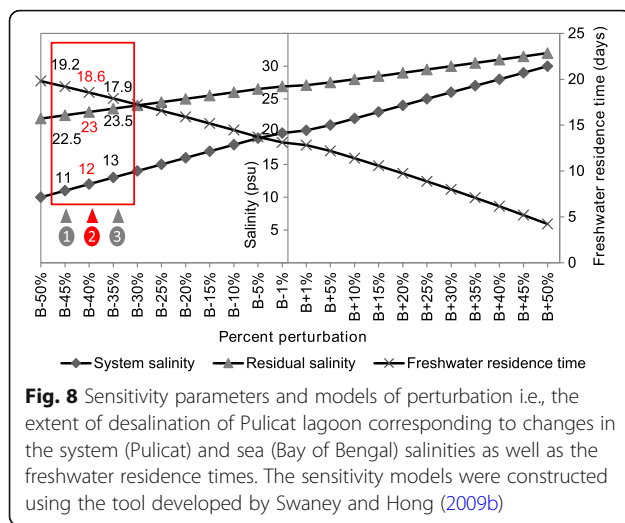 25
20
15
10
5
0
Freshwater residence time (days)
30
25
20
15
10
5
Salinity (psu)
19.2
18.6
17.9
22.5
23
23.5
11
12
13
1
2
3
B-50%
B-45%
B-40%
B-35%
B-30%
B-25%
B-20%
B-15%
B-10%
B-5%
B-1%
B+1%
B+5%
B+10%
B+15%
B+20%
B+25%
B+30%
B+35%
B+40%
B+45%
B+50%
Percent perturbation
System salinity Residual salinity Freshwater residence time
Fig. 8 Sensitivity parameters and models of perturbation i.e., the
extent of desalination of Pulicat lagoon corresponding to changes in
the system (Pulicat) and sea (Bay of Bengal) salinities as well as the
freshwater residence times. The sensitivity models were constructed
using the tool developed by Swaney and Hong (2009b)